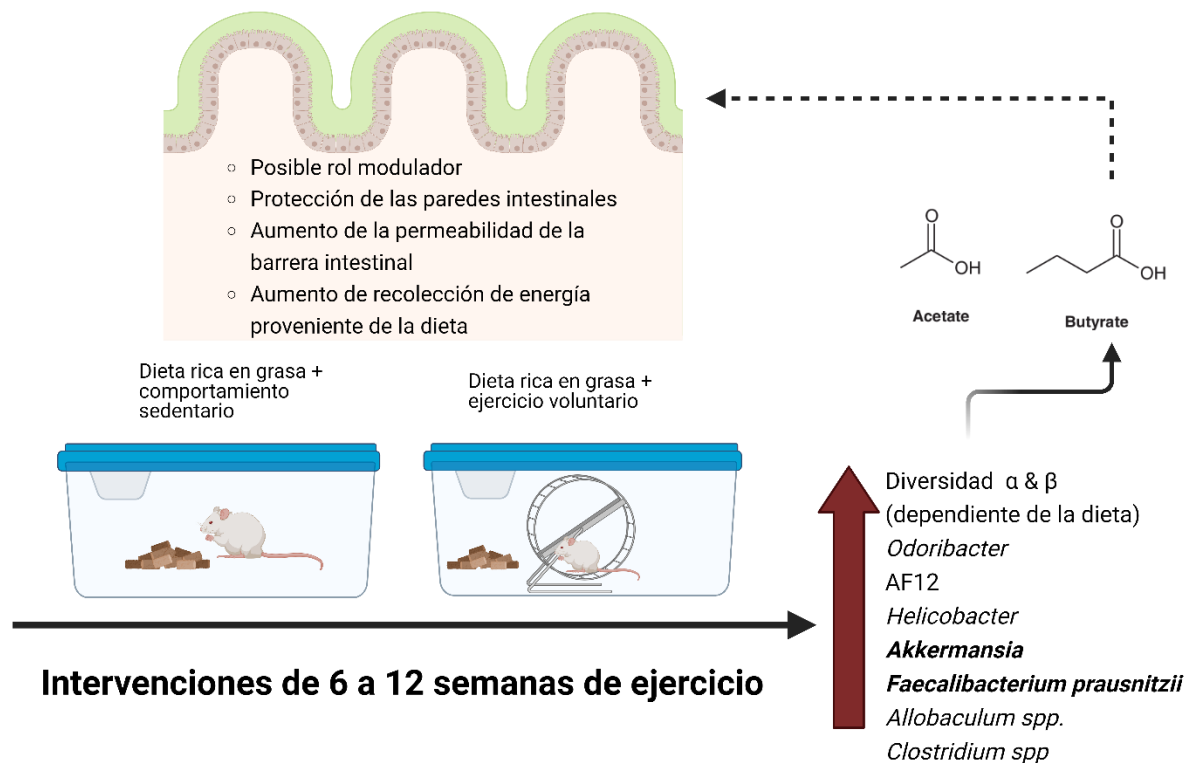 Posible rol modulador
Protección de las paredes intestinales
Aumento de la permeabilidad de la
barrera intestinal
Aumento de recolección de energía
proveniente de la dieta
O
OH
Acetate
O
OH
Butyrate
Dieta rica en grasa +
comportamiento
sedentario
Dieta rica en grasa +
ejercicio voluntario
Intervenciones de 6 a 12 semanas de ejercicio
Diversidad α & β
(dependiente de la dieta)
Odoribacter
AF12
Helicobacter
Akkermansia
Faecalibacterium prausnitzii
Allobaculum spp.
Clostridium spp